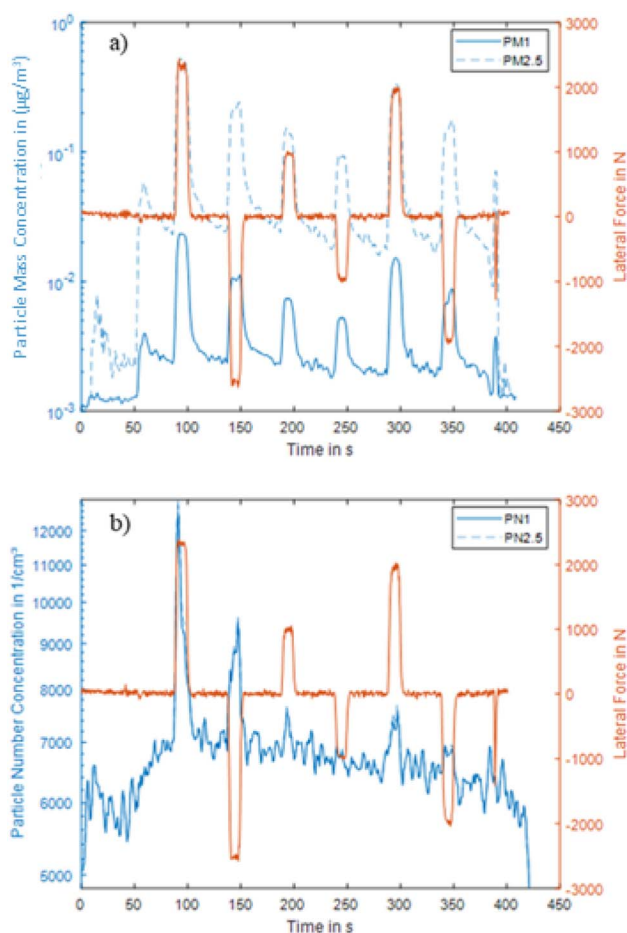 a)
PM1
PM2.5
Particle Mass Concentration in (µg/m³)
10⁰
10⁻¹
10⁻²
10⁻³
3000
2000
1000
0
-1000
-2000
-3000
Lateral Force in N
0 50 100 150 200 250 300 350 400 450
Time in s
b)
PN1
PN2.5
Particle Number Concentration in 1/cm³
12000
11000
10000
9000
8000
7000
6000
5000
3000
2000
1000
0
-1000
-2000
-3000
Lateral Force in N
0 50 100 150 200 250 300 350 400 450
Time in s